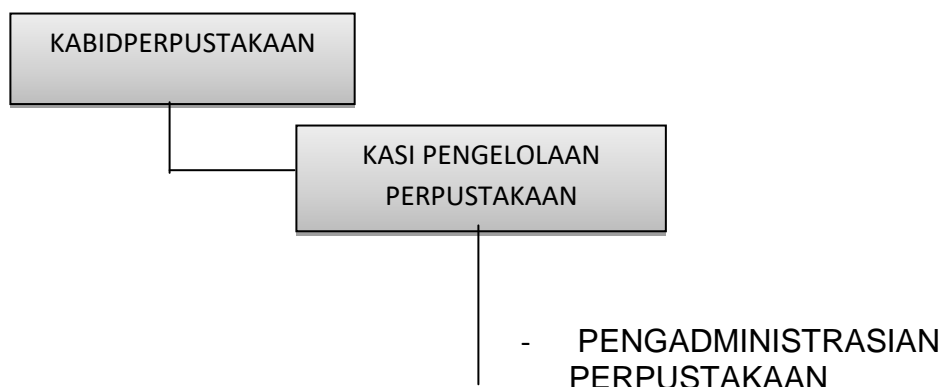 KABIDPERPUSTAKAAN
KASI PENGELOLAAN
PERPUSTAKAAN
- PENGADMINISTRASIAN
PERPUSTAKAAN